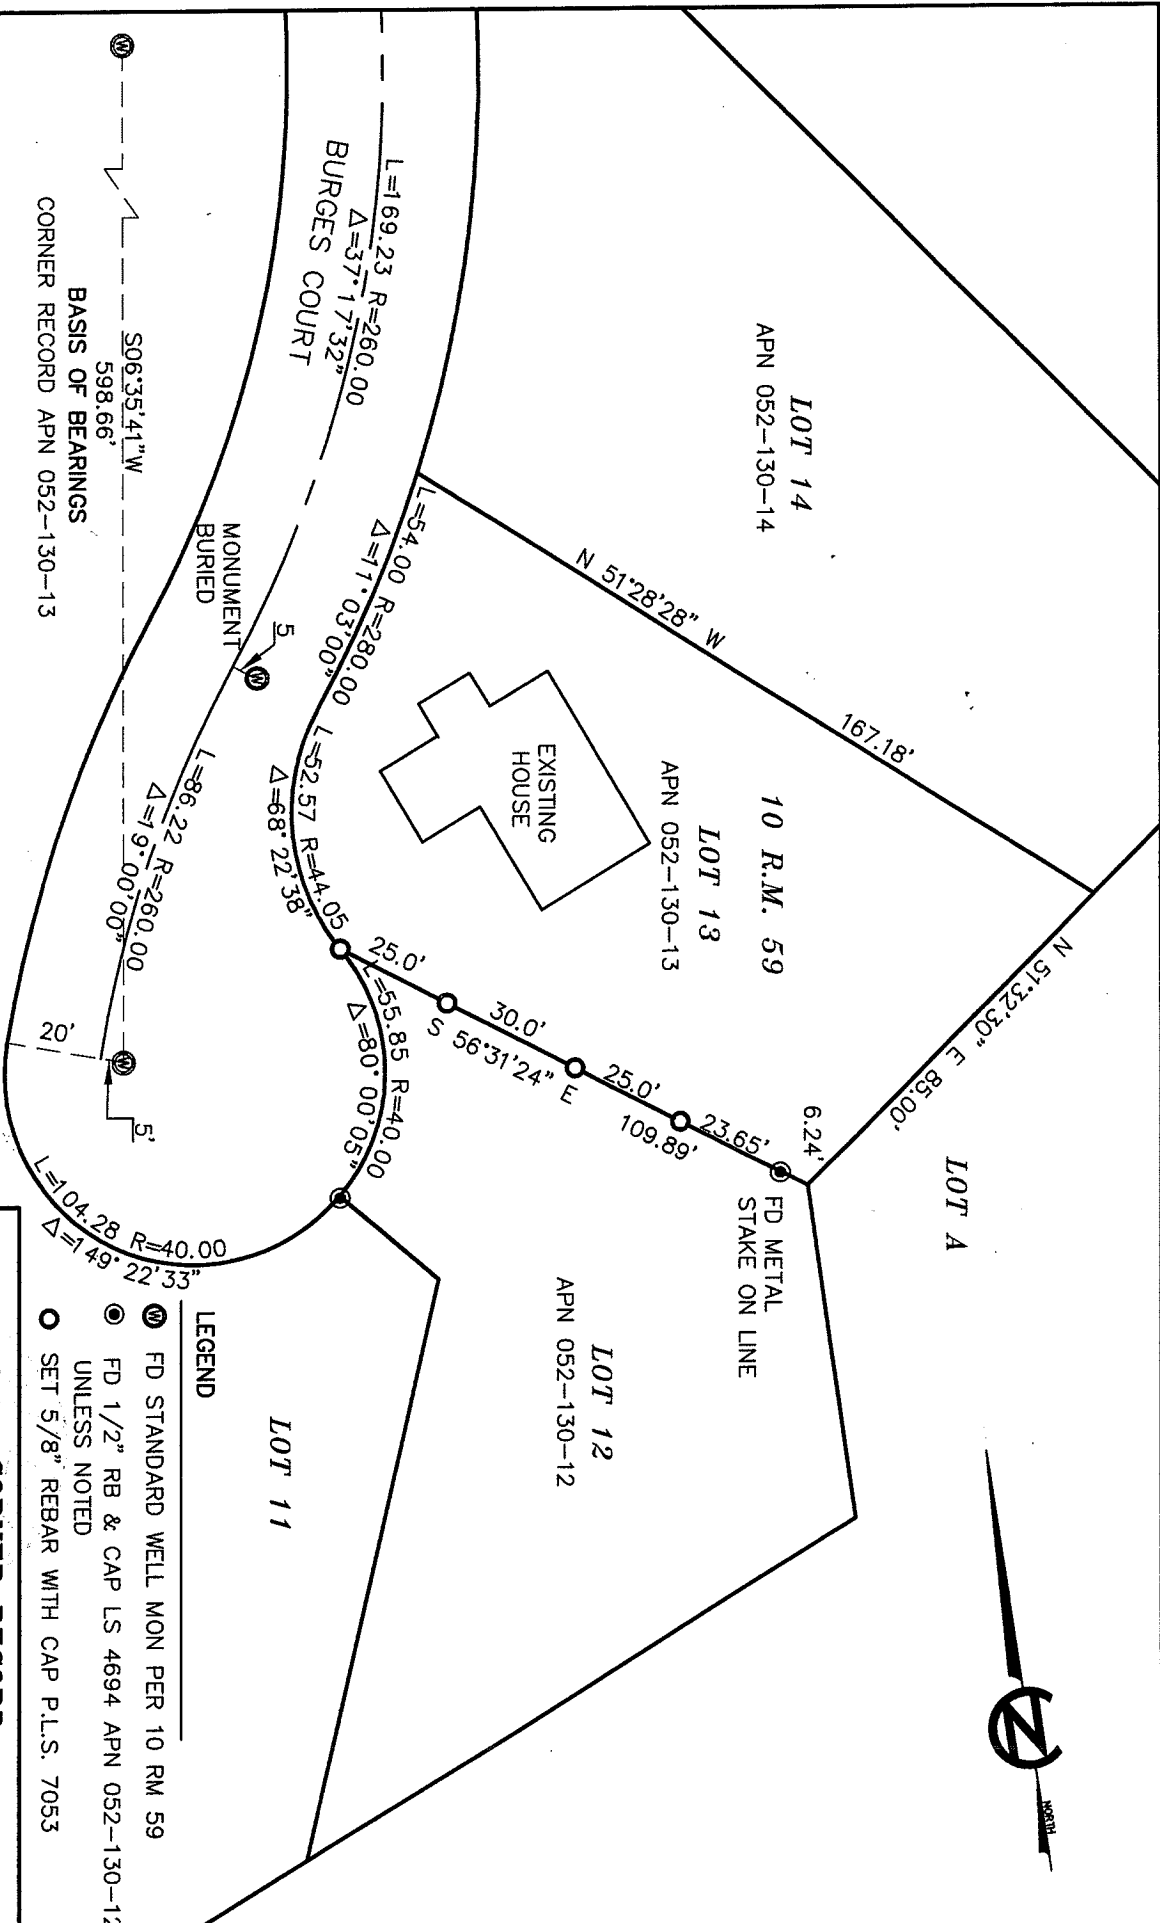 LOT 14
APN 052-130-14
N 51°28'28" W
167.18'
N 51°32'30" E 85.00'
LOT A
10 R.M. 59
LOT 13
APN 052-130-13
EXISTING
HOUSE
L=169.23 R=260.00
Δ=37°17'32"
BURGES COURT
L=54.00 R=280.00
Δ=11°03'00"
L=52.57 R=44.05
Δ=68°22'38"
25.0'
30.0'
S 56°31'24" E
25.0'
109.89'
23.65'
6.24'
FD METAL
STAKE ON LINE
L=55.85 R=40.00
Δ=80°00'05"
LOT 12
APN 052-130-12
MONUMENT
BURIED
5'
L=86.22 R=260.00
Δ=19°00'00"
W
W
W
S06°35'41"W
598.66'
BASIS OF BEARINGS
CORNER RECORD APN 052-130-13
20'
5'
L=104.28 R=40.00
Δ=149°22'33"
LOT 11
N
NORTH
LEGEND
W FD STANDARD WELL MON PER 10 RM 59
FD 1/2" RB & CAP LS 4694 APN 052-130-12
UNLESS NOTED
SET 5/8" REBAR WITH CAP P.L.S. 7053
CORNER RECORD